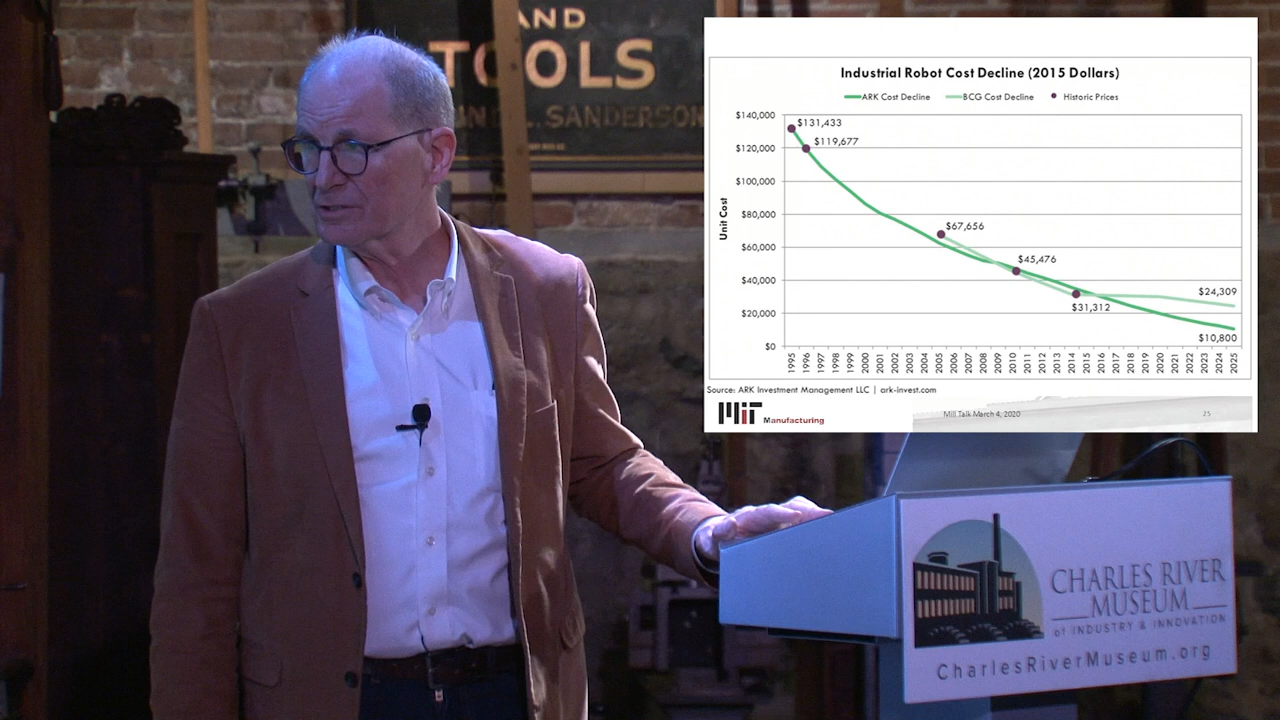 AND
TOOLS
SANDERSON
Industrial Robot Cost Decline (2015 Dollars)
ARK Cost Decline BCG Cost Decline Historic Prices
Unit Cost
$140,000
$120,000
$100,000
$80,000
$60,000
$40,000
$20,000
$0
$131,433
$119,677
$67,656
$45,476
$31,312
$24,309
$10,800
1995 1996 1997 1998 1999 2000 2001 2002 2003 2004 2005 2006 2007 2008 2009 2010 2011 2012 2013 2014 2015 2016 2017 2018 2019 2020 2021 2022 2023 2024 2025
Source: ARK Investment Management LLC | ark-invest.com
MIT Manufacturing
Mill Talk March 4, 2020
25
CHARLES RIVER
MUSEUM
of INDUSTRY & INNOVATION
CharlesRiverMuseum.org